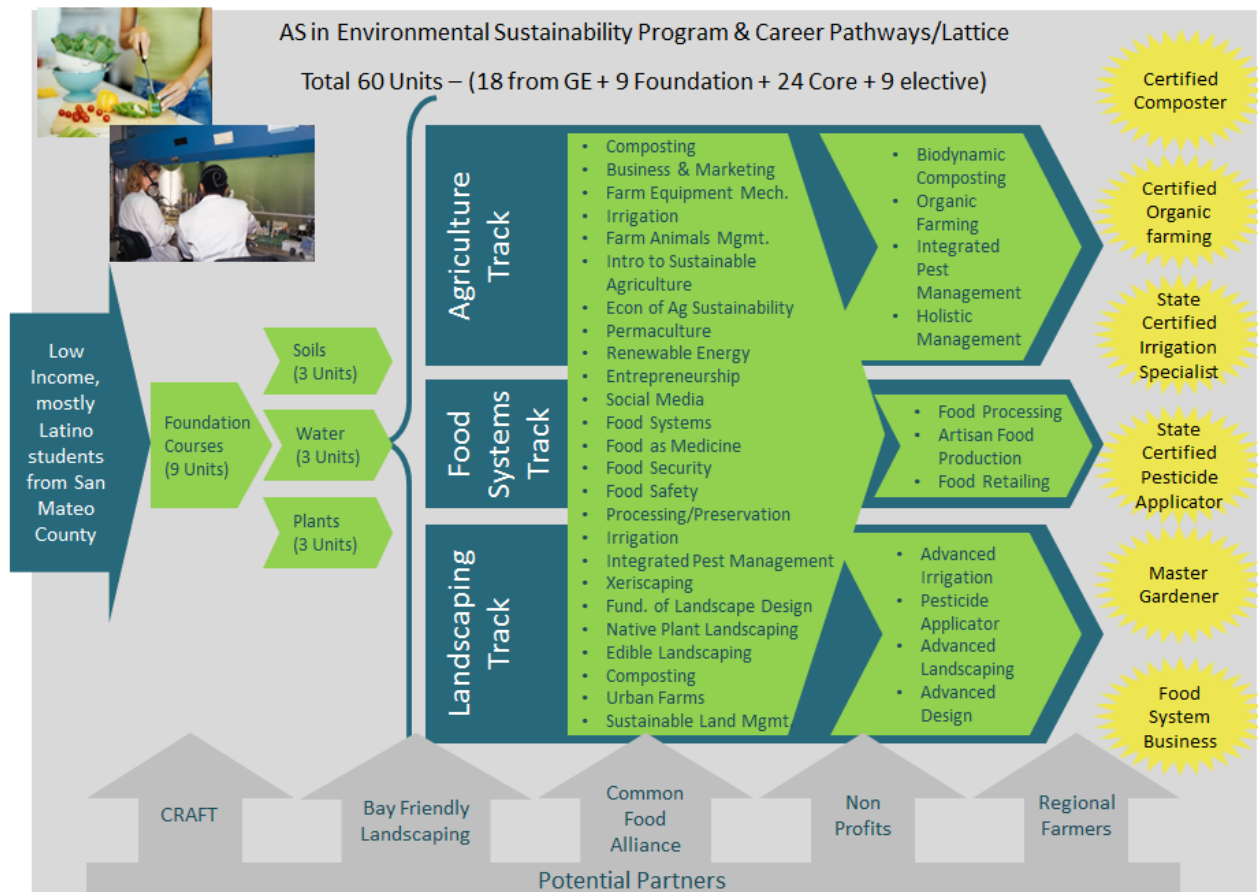 AS in Environmental Sustainability Program & Career Pathways/Lattice
Total 60 Units – (18 from GE + 9 Foundation + 24 Core + 9 elective)
Low
Income,
mostly
Latino
students
from San
Mateo
County
Foundation
Courses
(9 Units)
Soils
(3 Units)
Water
(3 Units)
Plants
(3 Units)
Agriculture
Track
Food
Systems
Track
Landscaping
Track
• Composting
• Business & Marketing
• Farm Equipment Mech.
• Irrigation
• Farm Animals Mgmt.
• Intro to Sustainable
Agriculture
• Econ of Ag Sustainability
• Permaculture
• Renewable Energy
• Entrepreneurship
• Social Media
• Food Systems
• Food as Medicine
• Food Security
• Food Safety
• Processing/Preservation
• Irrigation
• Integrated Pest Management
• Xeriscaping
• Fund. of Landscape Design
• Native Plant Landscaping
• Edible Landscaping
• Composting
• Urban Farms
• Sustainable Land Mgmt.
• Biodynamic
Composting
• Organic
Farming
• Integrated
Pest
Management
• Holistic
Management
• Food Processing
• Artisan Food
Production
• Food Retailing
• Advanced
Irrigation
• Pesticide
Applicator
• Advanced
Landscaping
• Advanced
Design
Certified
Composter
Certified
Organic
farming
State
Certified
Irrigation
Specialist
State
Certified
Pesticide
Applicator
Master
Gardener
Food
System
Business
CRAFT
Bay Friendly
Landscaping
Common
Food
Alliance
Non
Profits
Regional
Farmers
Potential Partners